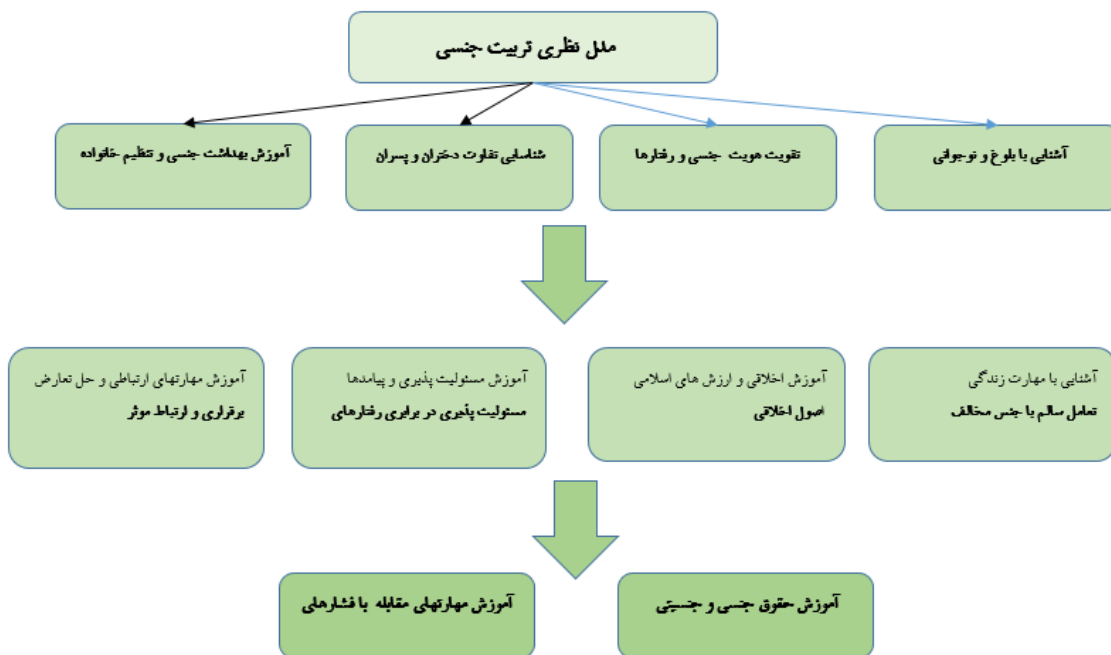 مدل نظری تربیت جنسی
آشنایی با بلوغ و نوجوانی
تقویت هویت جنسی و رفتارها
شناسایی تفاوت دختران و پسران
آموزش بهداشت جنسی و تنظیم خانواده
آشنایی با مهارت زندگی
تعامل سالم با جنس مخالف
آموزش اخلاقی و ارزش های اسلامی
اصول اخلاقی
آموزش مسئولیت پذیری و پیامدها
مسئولیت پذیری در برابری رفتارهای
آموزش مهارتهای ارتباطی و حل تعارض
برقراری و ارتباط موثر
آموزش حقوق جنسی و جنسیتی
آموزش مهارتهای مقابله با فشارهای